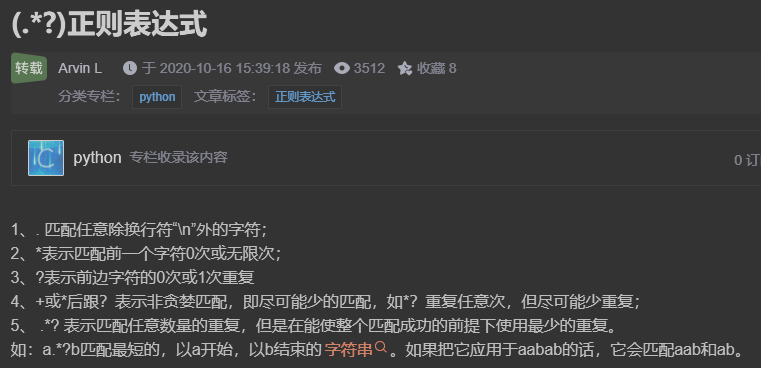 (.*?)正则表达式
转载 Arvin L 于 2020-10-16 15:39:18 发布 3512 收藏 8
分类专栏： python 文章标签： 正则表达式
python 专栏收录该内容 0 订
1、. 匹配任意除换行符“\n”外的字符；
2、*表示匹配前一个字符0次或无限次；
3、?表示前边字符的0次或1次重复
4、+或*后跟？表示非贪婪匹配，即尽可能少的匹配，如*？重复任意次，但尽可能少重复；
5、 .*? 表示匹配任意数量的重复，但是在能使整个匹配成功的前提下使用最少的重复。
如：a.*?b匹配最短的，以a开始，以b结束的字符串。如果把它应用于aabab的话，它会匹配aab和ab。